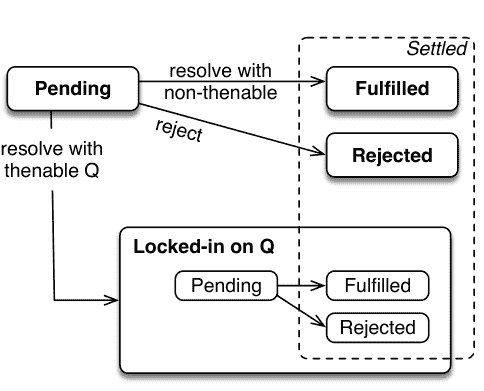 Settled
Pending
resolve with
non-thenable
Fulfilled
reject
Rejected
resolve with
thenable Q
Locked-in on Q
Pending
Fulfilled
Rejected